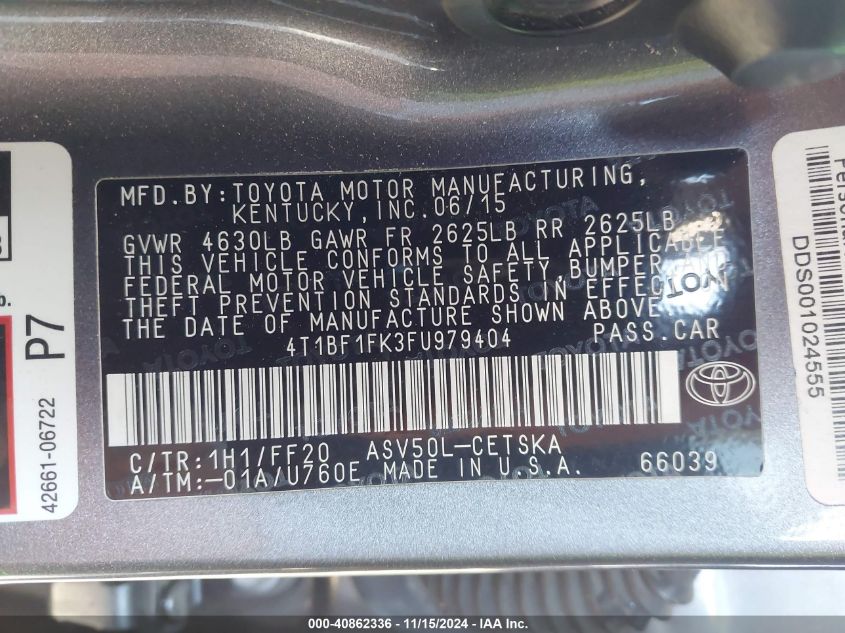 MFD.BY:TOYOTA MOTOR MANUFACTURING,
KENTUCKY,INC.06/15
GVWR 4630LB GAWR FR 2625LB RR 2625LB
THIS VEHICLE CONFORMS TO ALL APPLICABLE
FEDERAL MOTOR VEHICLE SAFETY,BUMPER,AND
THEFT PREVENTION STANDARDS IN EFFECT ON
THE DATE OF MANUFACTURE SHOWN ABOVE.
4T1BF1FK3FU979404 PASS.CAR
TOYOTA
C/TR:1H1/FF20 ASV50L-CETSKA
A/TM:-01A/U760E MADE IN U.S.A. 66039
P7
42661-06722
DDS001024555
000-40862336 - 11/15/2024 - IAA